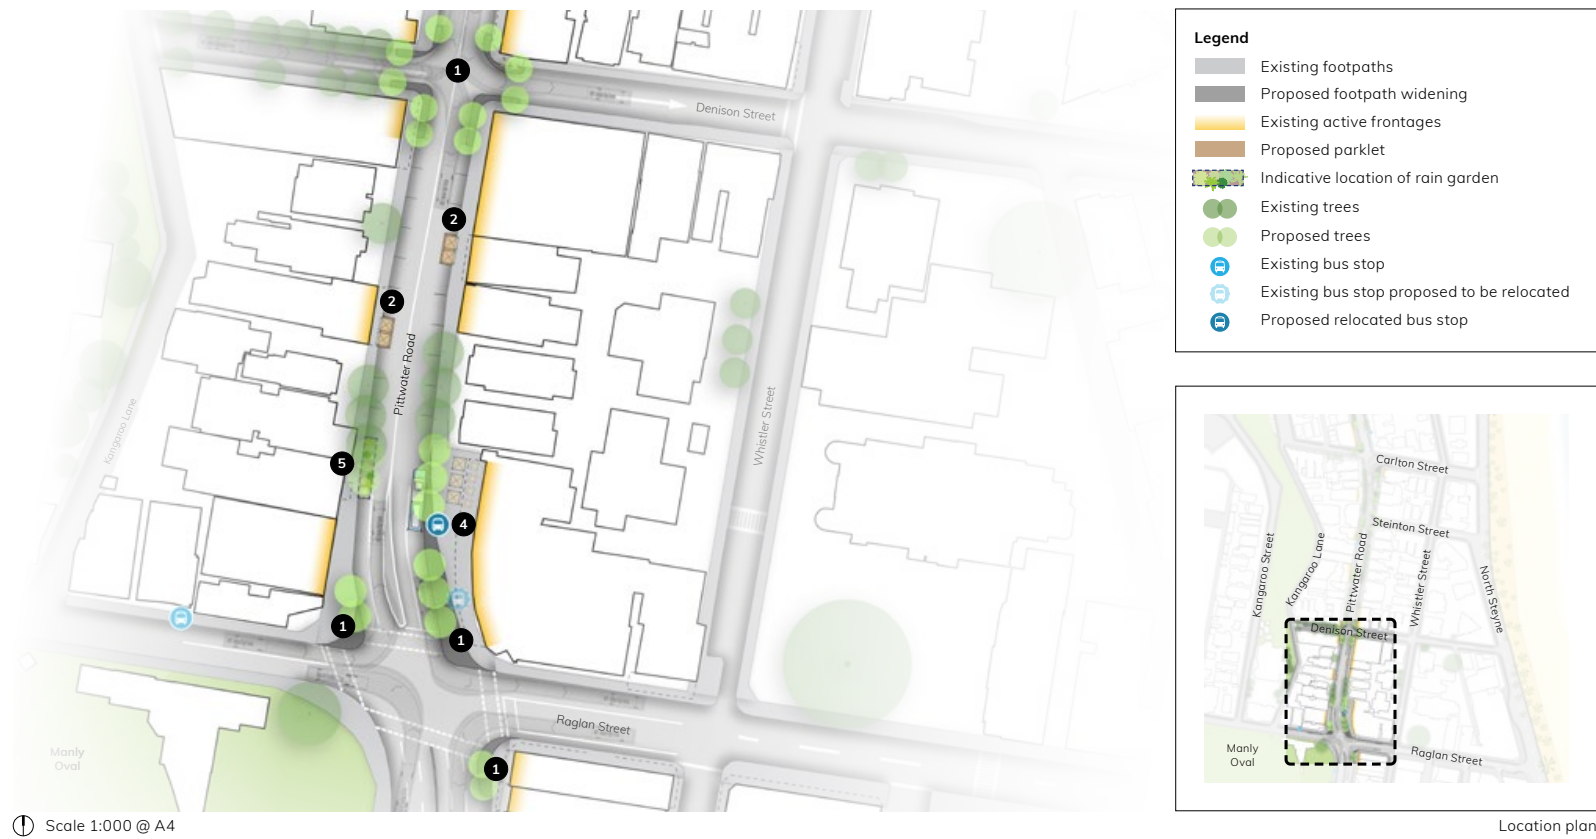 1
Denison Street
2
2
Pittwater Road
Kangaroo Lane
Whistler Street
5
4
1
1
Raglan Street
Manly
Oval
1
Scale 1:000 @ A4
Legend
Existing footpaths
Proposed footpath widening
Existing active frontages
Proposed parklet
Indicative location of rain garden
Existing trees
Proposed trees
Existing bus stop
Existing bus stop proposed to be relocated
Proposed relocated bus stop
Carlton Street
Steinton Street
Kangaroo Street
Kangaroo Lane
Pittwater Road
Whistler Street
North Steyne
Denison Street
Manly
Oval
Raglan Street
Location plan